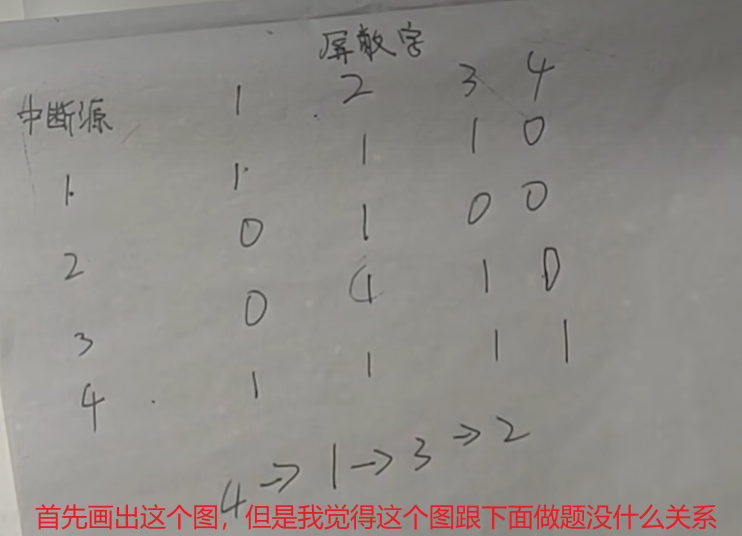 屏蔽字
中断源 1 2 3 4
1 1 1 1 0
2 0 1 0 0
3 0 1 1 0
4 1 1 1 1
4→1→3→2
首先画出这个图，但是我觉得这个图跟下面做题没什么关系